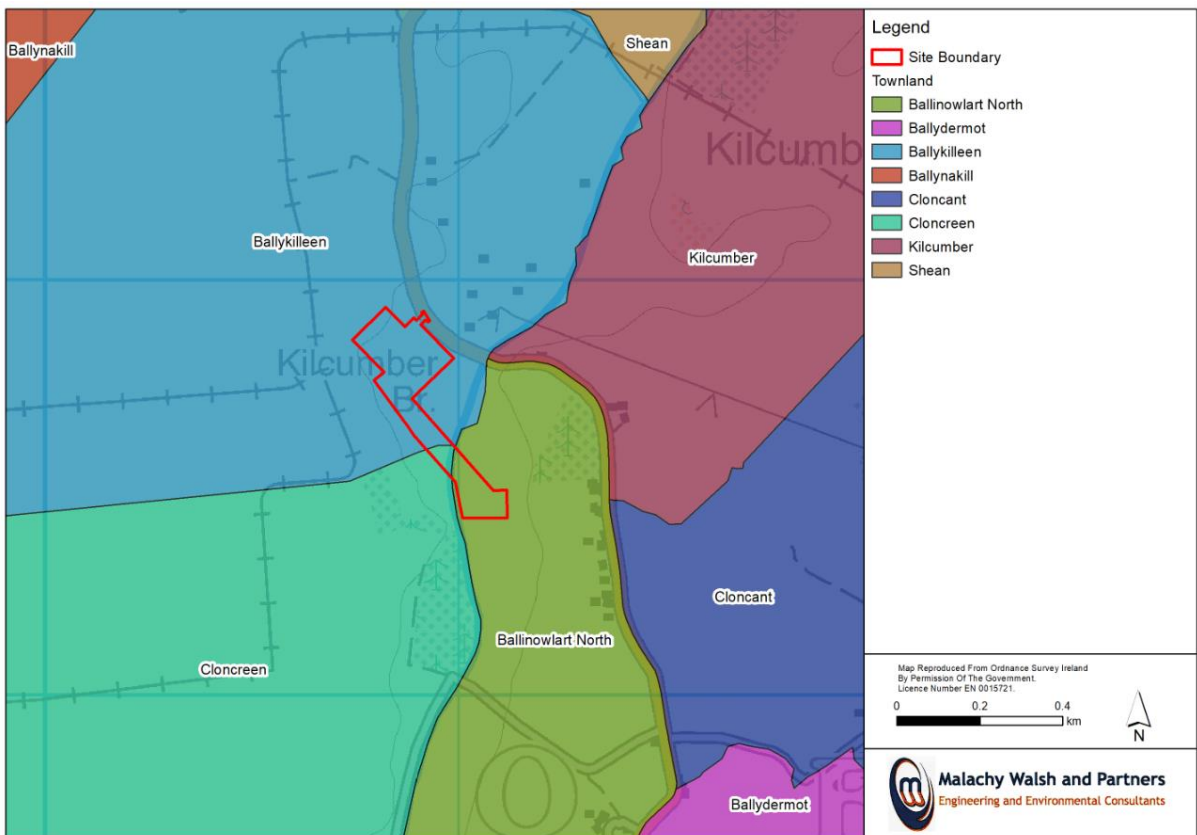 Ballynakill
Shean
Kilcumb
Kilcumber
Ballykilleen
Kilcumber
Br.
Cloncant
Ballinowlart North
Cloncreen
Ballydermot
Legend
Site Boundary
Townland
Ballinowlart North
Ballydermot
Ballykilleen
Ballynakill
Cloncant
Cloncreen
Kilcumber
Shean
Map Reproduced From Ordnance Survey Ireland
By Permission Of The Government.
Licence Number EN 0015721.
0 0.2 0.4
km
N
Malachy Walsh and Partners
Engineering and Environmental Consultants